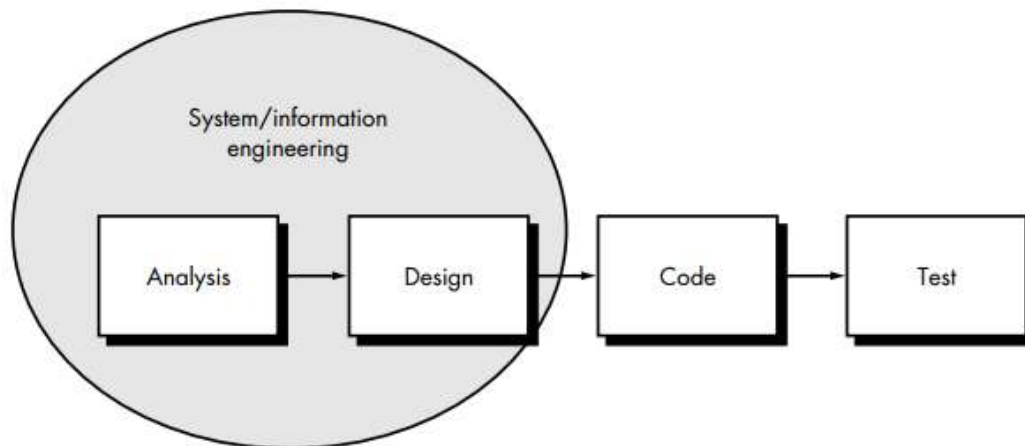 System/information
engineering
Analysis
Design
Code
Test